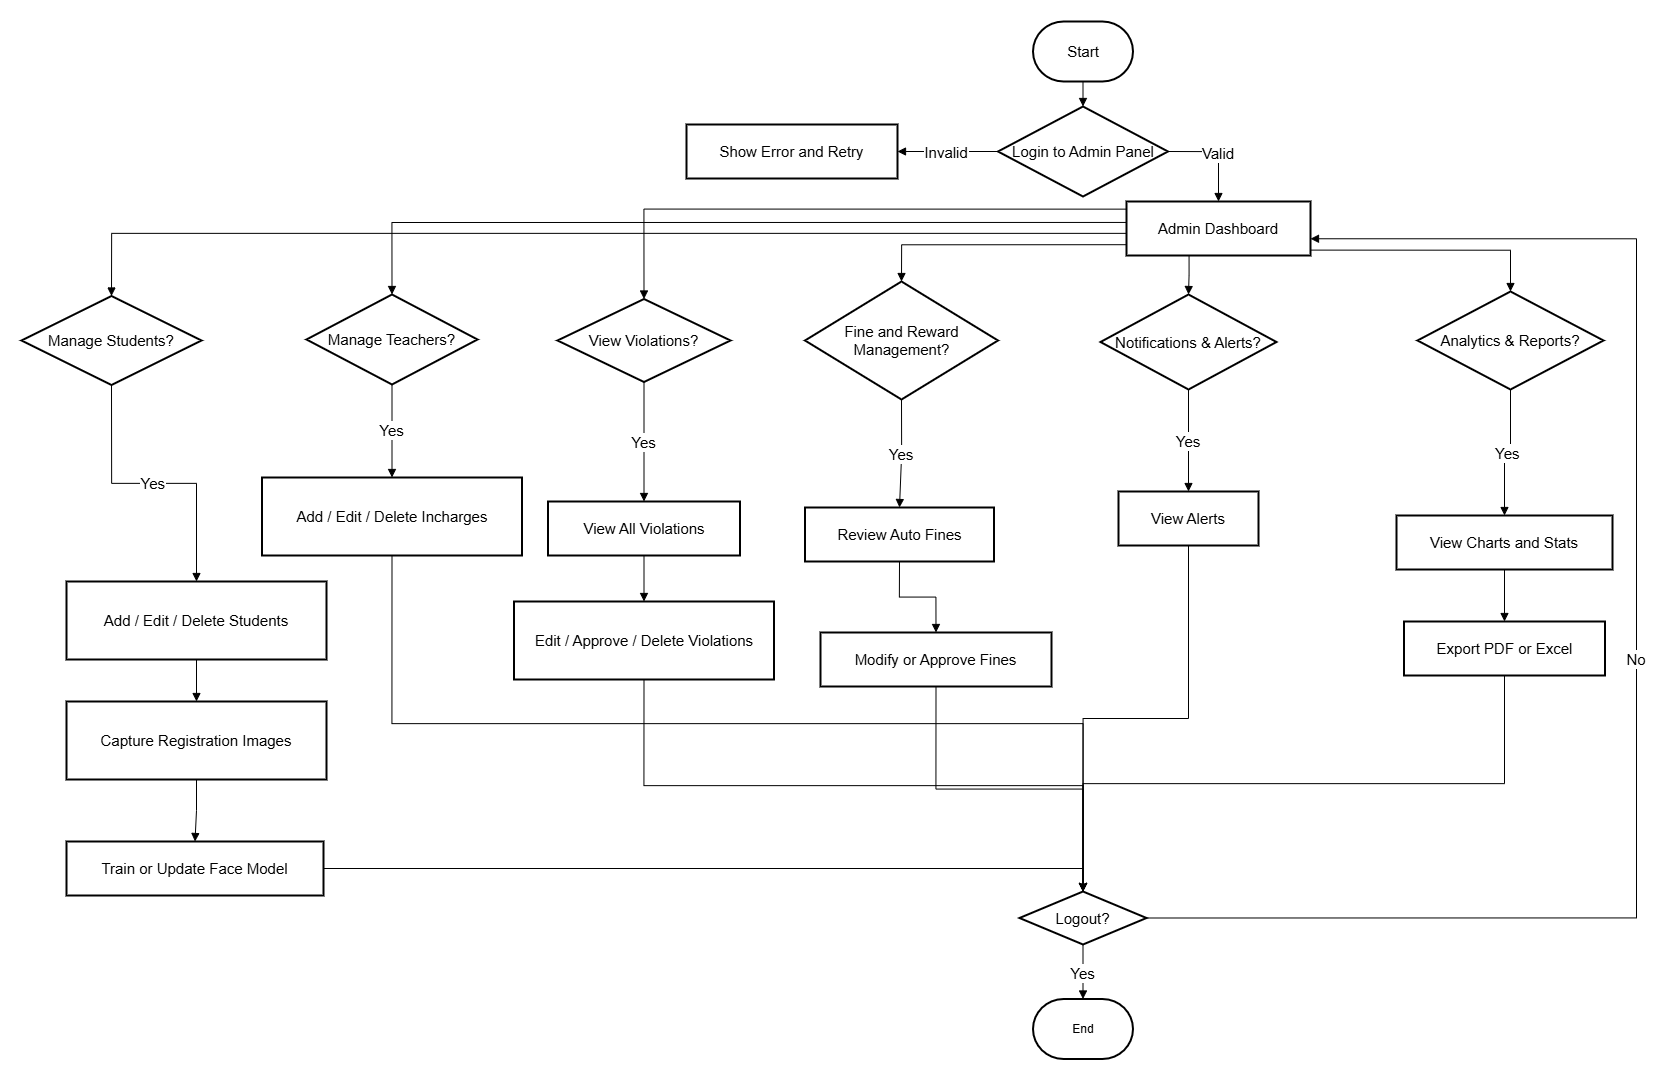 Start
Login to Admin Panel
Invalid
Valid
Show Error and Retry
Admin Dashboard
Manage Students?
Manage Teachers?
View Violations?
Fine and Reward
Management?
Notifications & Alerts?
Analytics & Reports?
Yes
Yes
Yes
Yes
Yes
Yes
Add / Edit / Delete Incharges
View All Violations
Review Auto Fines
View Alerts
View Charts and Stats
Add / Edit / Delete Students
Edit / Approve / Delete Violations
Modify or Approve Fines
Export PDF or Excel
No
Capture Registration Images
Train or Update Face Model
Logout?
Yes
End